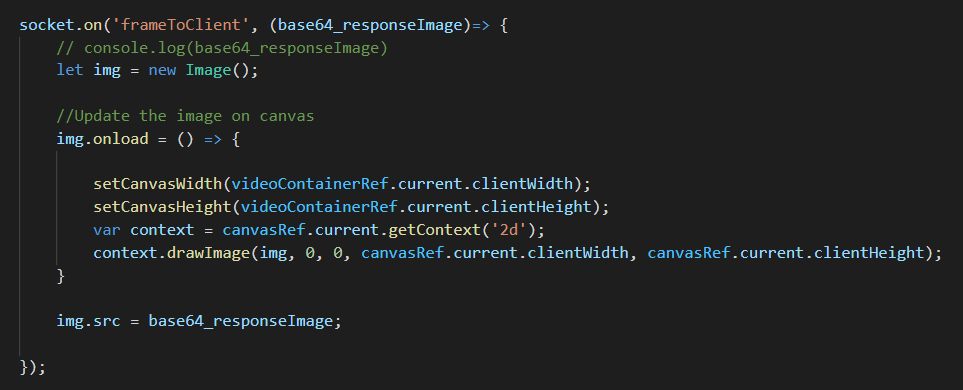 socket.on('frameToClient', (base64_responseImage)=> {
// console.log(base64_responseImage)
let img = new Image();
//Update the image on canvas
img.onload = () => {
setCanvasWidth(videoContainerRef.current.clientWidth);
setCanvasHeight(videoContainerRef.current.clientHeight);
var context = canvasRef.current.getContext('2d');
context.drawImage(img, 0, 0, canvasRef.current.clientWidth, canvasRef.current.clientHeight);
}
img.src = base64_responseImage;
});